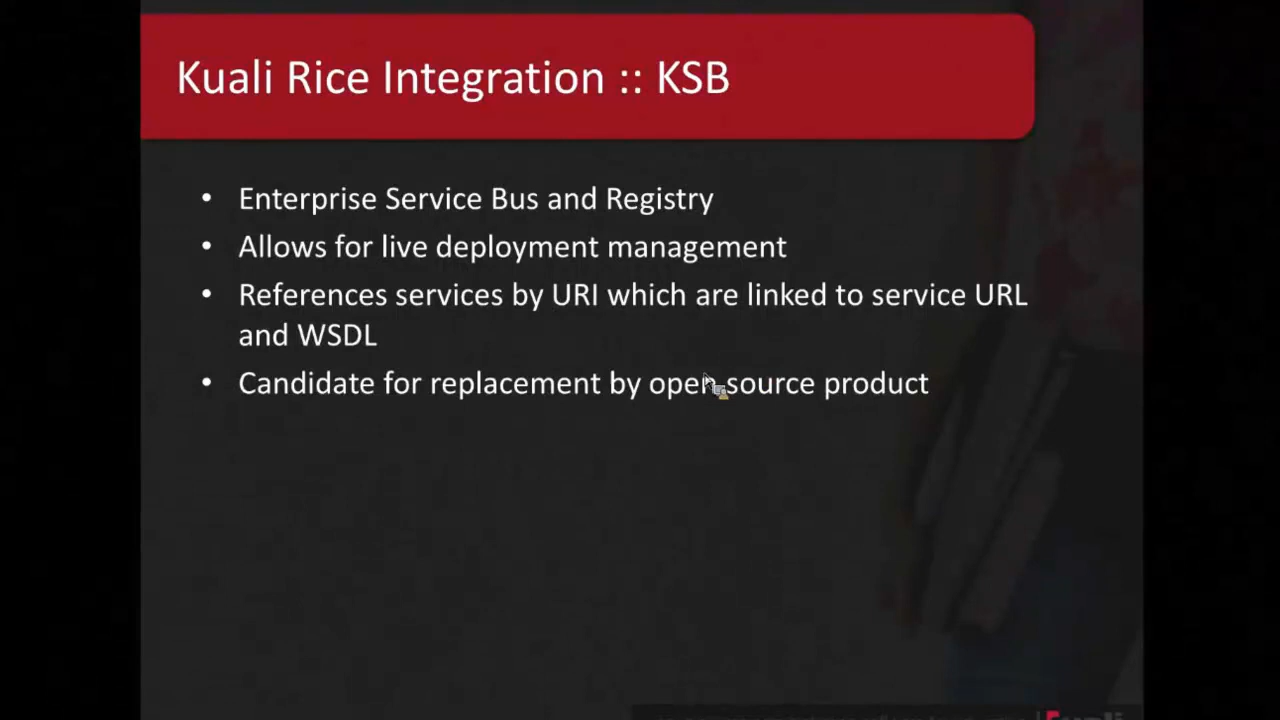 Kuali Rice Integration :: KSB
• Enterprise Service Bus and Registry
• Allows for live deployment management
• References services by URI which are linked to service URL
and WSDL
• Candidate for replacement by open source product